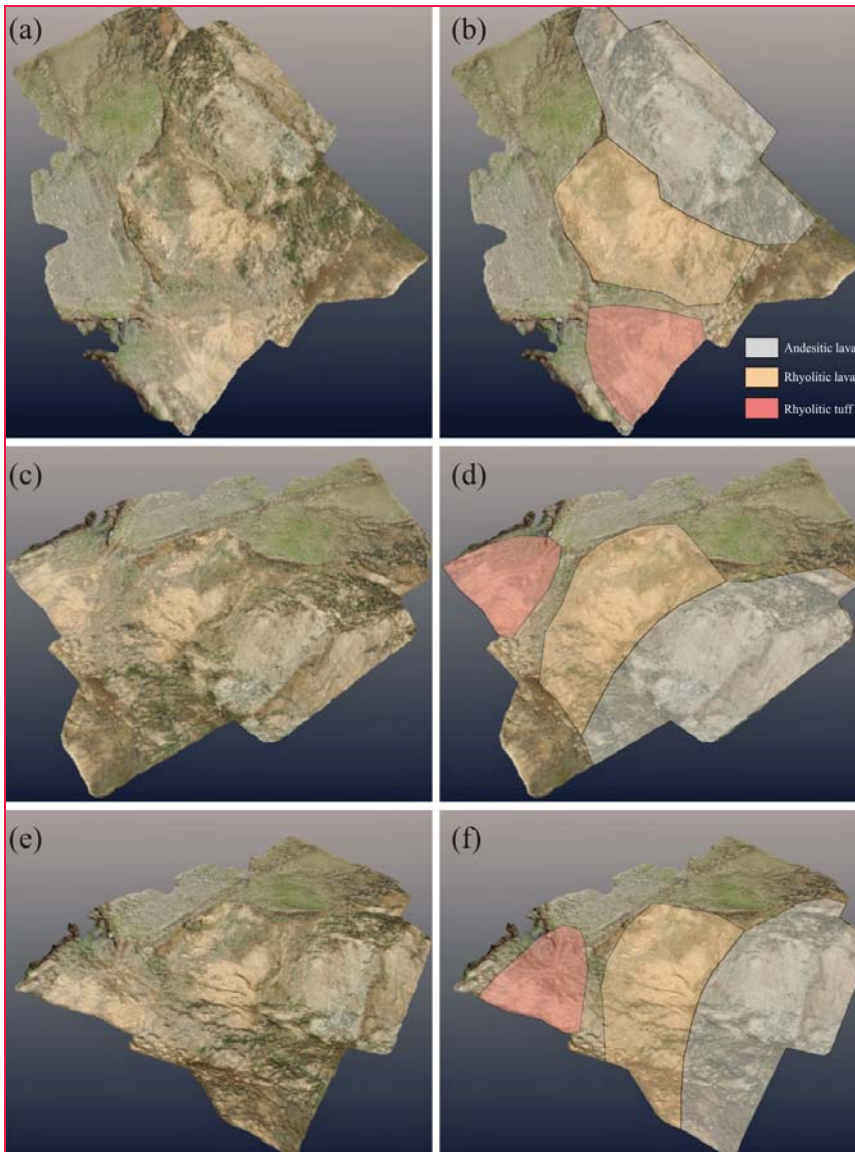 (a)
(b)
Andesitic lava
Rhyolitic lava
Rhyolitic tuff
(c)
(d)
(e)
(f)